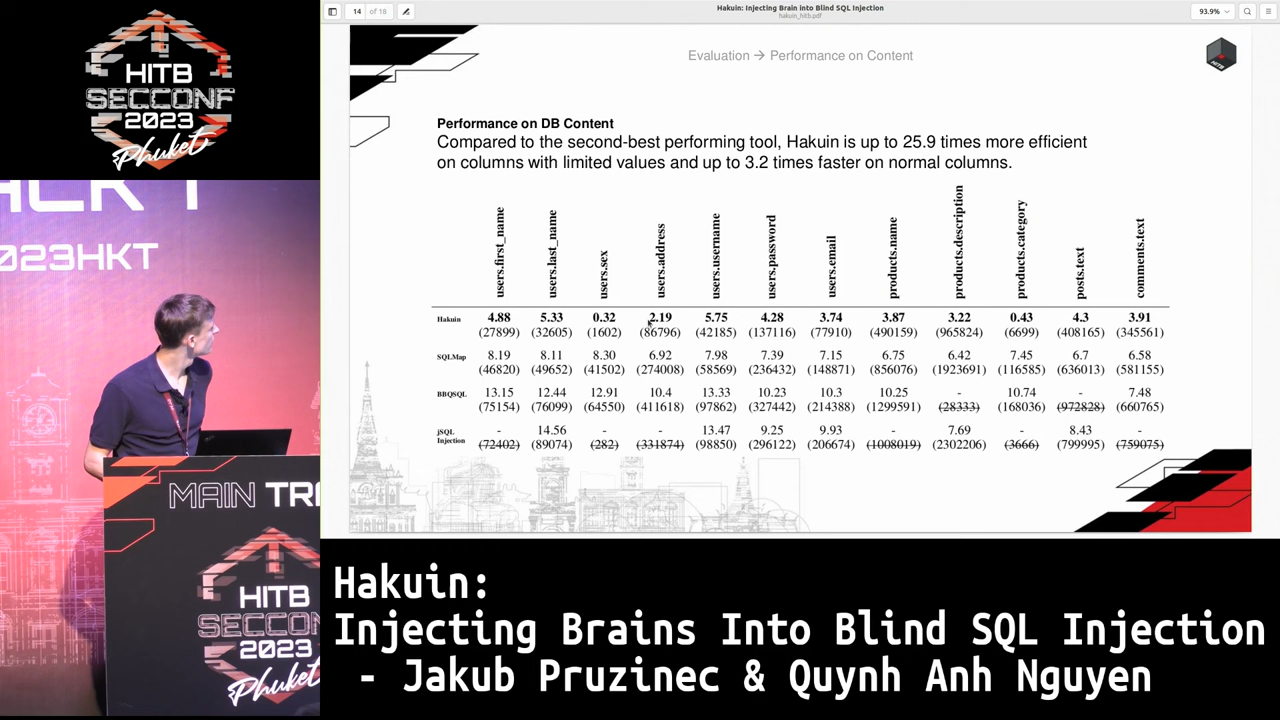 14 of 18
Hakuin: Injecting Brain into Blind SQL Injection
hakuin_hitb.pdf
93.9%
HITB
SECCONF
2023
Phuket
Evaluation → Performance on Content
HITB
Performance on DB Content
Compared to the second-best performing tool, Hakuin is up to 25.9 times more efficient
on columns with limited values and up to 3.2 times faster on normal columns.
users.first_name users.last_name users.sex users.address users.username users.password users.email products.name products.description products.category posts.text comments.text
Hakuin 4.88 5.33 0.32 2.19 5.75 4.28 3.74 3.87 3.22 0.43 4.3 3.91
(27899) (32605) (1602) (86796) (42185) (137116) (77910) (490159) (965824) (6699) (408165) (345561)
SQLMap 8.19 8.11 8.30 6.92 7.98 7.39 7.15 6.75 6.42 7.45 6.7 6.58
(46820) (49652) (41502) (274008) (58569) (236432) (148871) (856076) (1923691) (116585) (636013) (581155)
BBQSQL 13.15 12.44 12.91 10.4 13.33 10.23 10.3 10.25 - 10.74 - 7.48
(75154) (76099) (64550) (411618) (97862) (327442) (214388) (1299591) (28333) (168036) (972828) (660765)
jSQL Injection - 14.56 - - 13.47 9.25 9.93 - 7.69 - 8.43 -
(72402) (89074) (282) (331874) (98850) (296122) (206674) (1008019) (2302206) (3666) (799995) (759075)
023HKT
MAIN TRA
HITB
SECCON
2023
Phuket
Hakuin:
Injecting Brains Into Blind SQL Injection
- Jakub Pruzinec & Quynh Anh Nguyen